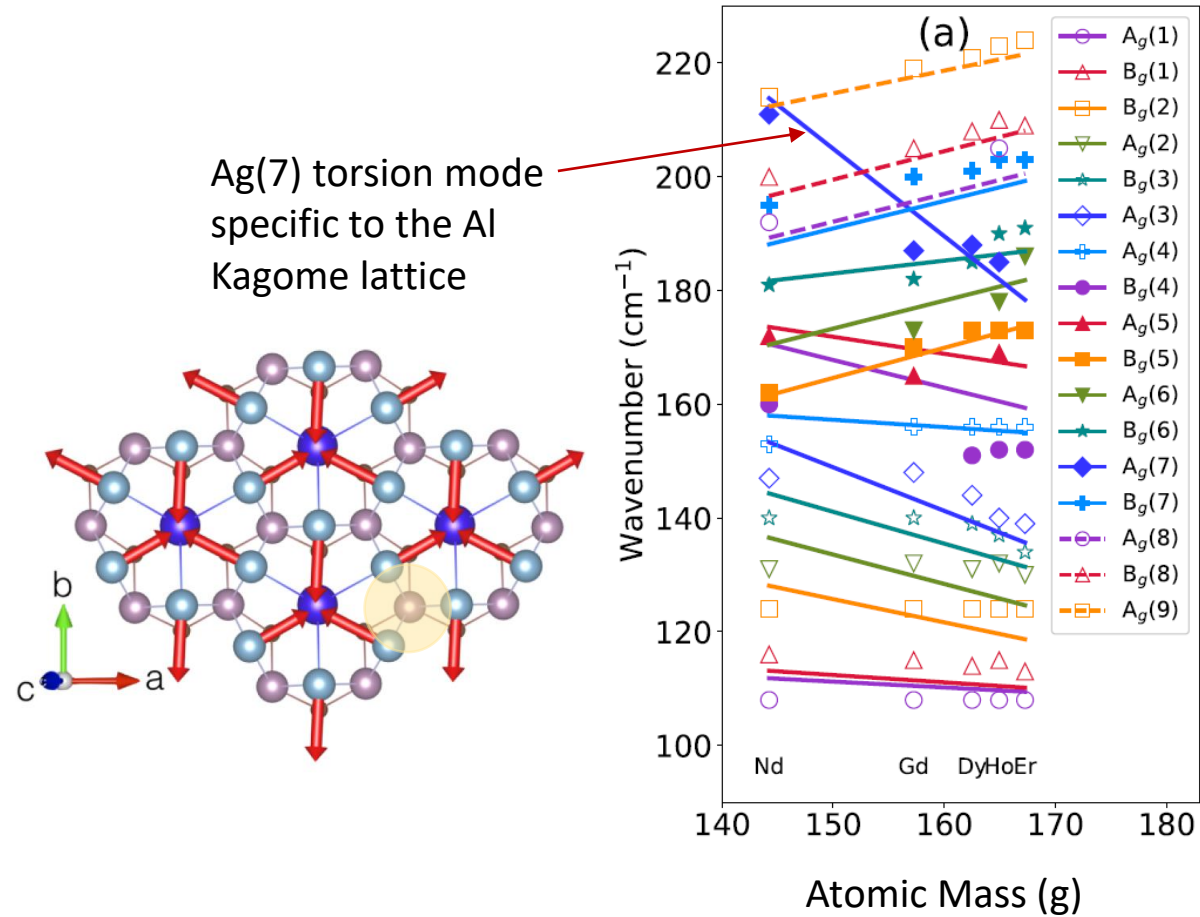 Ag(7) torsion mode
specific to the Al
Kagome lattice
b
c
a
(a)
Wavenumber (cm⁻¹)
220
200
180
160
140
120
100
Nd Gd Dy Ho Er
140 150 160 170 180
Atomic Mass (g)
A_g(1)
B_g(1)
B_g(2)
A_g(2)
B_g(3)
A_g(3)
A_g(4)
B_g(4)
A_g(5)
B_g(5)
A_g(6)
B_g(6)
A_g(7)
B_g(7)
A_g(8)
B_g(8)
A_g(9)